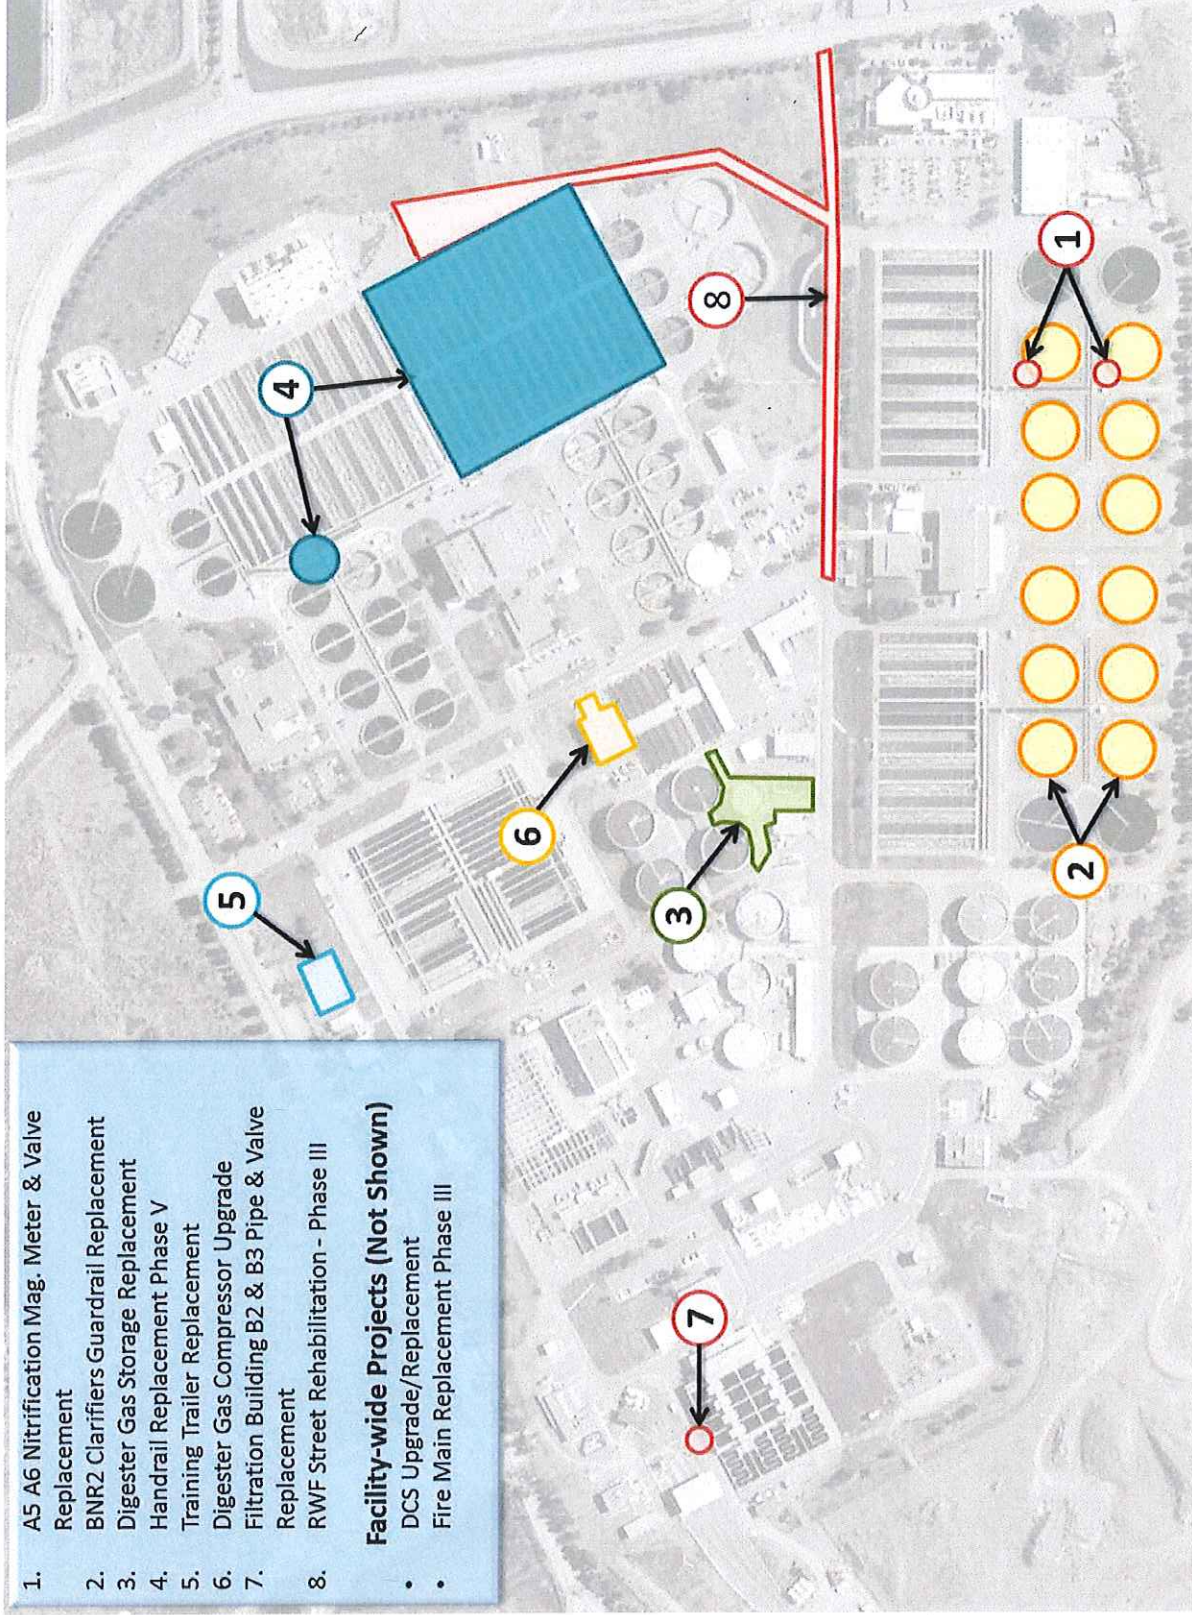 1. A5 A6 Nitrification Mag. Meter & Valve
Replacement
2. BNR2 Clarifiers Guardrail Replacement
3. Digester Gas Storage Replacement
4. Handrail Replacement Phase V
5. Training Trailer Replacement
6. Digester Gas Compressor Upgrade
7. Filtration Building B2 & B3 Pipe & Valve
Replacement
8. RWF Street Rehabilitation - Phase III
Facility-wide Projects (Not Shown)
• DCS Upgrade/Replacement
• Fire Main Replacement Phase III
5
4
6
7
3
8
2
1